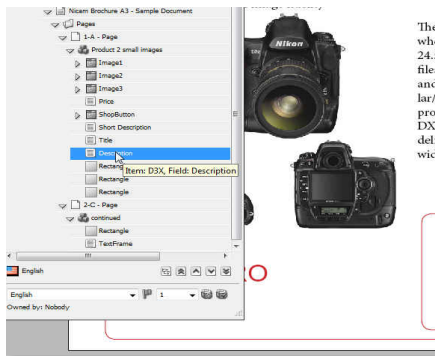 Nicam Brochure A3 - Sample Document
Pages
1-A - Page
Product 2 small images
Image1
Image2
Image3
Price
ShopButton
Short Description
Title
Description
Rectangle
Item: D3X, Field: Description
Rectangle
Rectangle
2-C - Page
continued
Rectangle
TextFrame
English
English
1
Owned by: Nobody
Nikon
The
whe
24.
file
and
lar/
pro
DX
deli
wid
RO